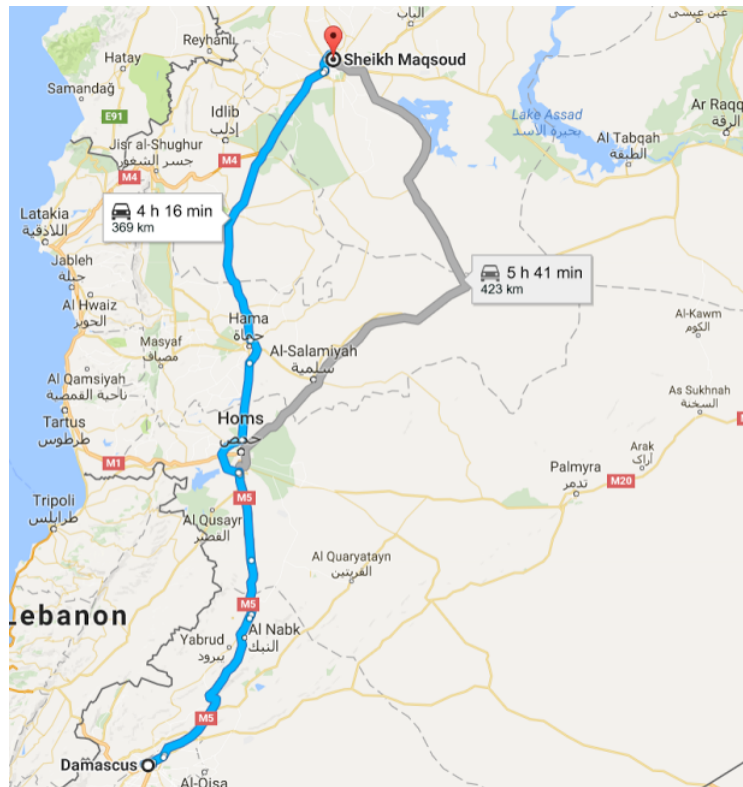 الباب
عين عيسى
Reyhanlı
Sheikh Maqsoud
Hatay
Samandağ
E91
Idlib
إدلب
Lake Assad
بحيرة الأسد
Ar Raqq
الرقة
Al Tabqah
الطبقة
Jisr al-Shughur
جسر الشغور
M4
M4
4 h 16 min
369 km
Latakia
اللاذقية
5 h 41 min
423 km
Jableh
جبلة
Al Hwaiz
الحويز
Hama
حماة
Al-Kawm
الكوم
Masyaf
مصياف
Al-Salamiyah
سلمية
Al Qamsiyah
ناحية القمصية
As Sukhnah
السخنة
Tartus
طرطوس
Homs
حمص
M1
Arak
أراك
Palmyra
تدمر
M20
M5
Tripoli
طرابلس
Al Qusayr
القصير
Al Quaryatayn
القريتين
M5
Lebanon
Al Nabk
النبك
Yabrud
يبرود
M5
Damascus
Al-Qisa